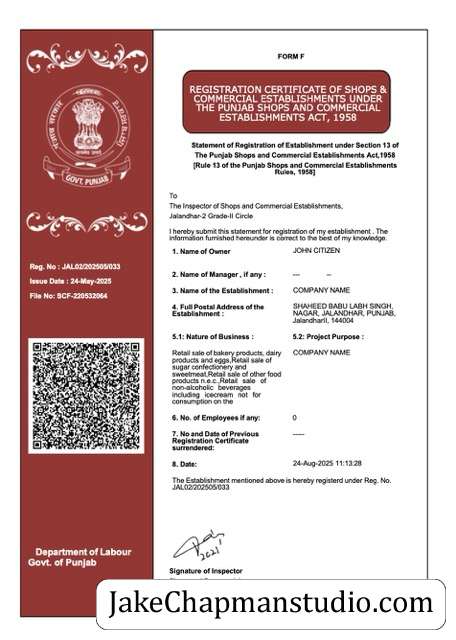 FORM F
REGISTRATION CERTIFICATE OF SHOPS &
COMMERCIAL ESTABLISHMENTS UNDER
THE PUNJAB SHOPS AND COMMERCIAL
ESTABLISHMENTS ACT, 1958
Statement of Registration of Establishment under Section 13 of
The Punjab Shops and Commercial Establishments Act,1958
[Rule 13 of the Punjab Shops and Commercial Establishments
Rules, 1958]
GOVT. PUNJAB
To
The Inspector of Shops and Commercial Establishments,
Jalandhar-2 Grade-II Circle
I hereby submit this statement for registration of my establishment . The
information furnished hereunder is correct to the best of my knowledge.
1. Name of Owner JOHN CITIZEN
2. Name of Manager , if any : --- --
3. Name of the Establishment : COMPANY NAME
4. Full Postal Address of the
Establishment :
SHAHEED BABU LABH SINGH,
NAGAR, JALANDHAR, PUNJAB,
JalandharII, 144004
5.1: Nature of Business : 5.2: Project Purpose :
Retail sale of bakery products, dairy
products and eggs,Retail sale of
sugar confectionery and
sweetmeat,Retail sale of other food
products n.e.c.,Retail sale of
non-alcoholic beverages
including icecream not for
consumption on the
COMPANY NAME
6. No. of Employees if any: 0
7. No and Date of Previous
Registration Certificate
surrendered:
-----
8. Date: 24-Aug-2025 11:13:28
The Establishment mentioned above is hereby registerd under Reg. No.
JAL02/202505/033
2021
Signature of Inspector
Reg. No : JAL02/202505/033
Issue Date : 24-May-2025
File No: SCF-220532064
Department of Labour
Govt. of Punjab
JakeChapmanstudio.com